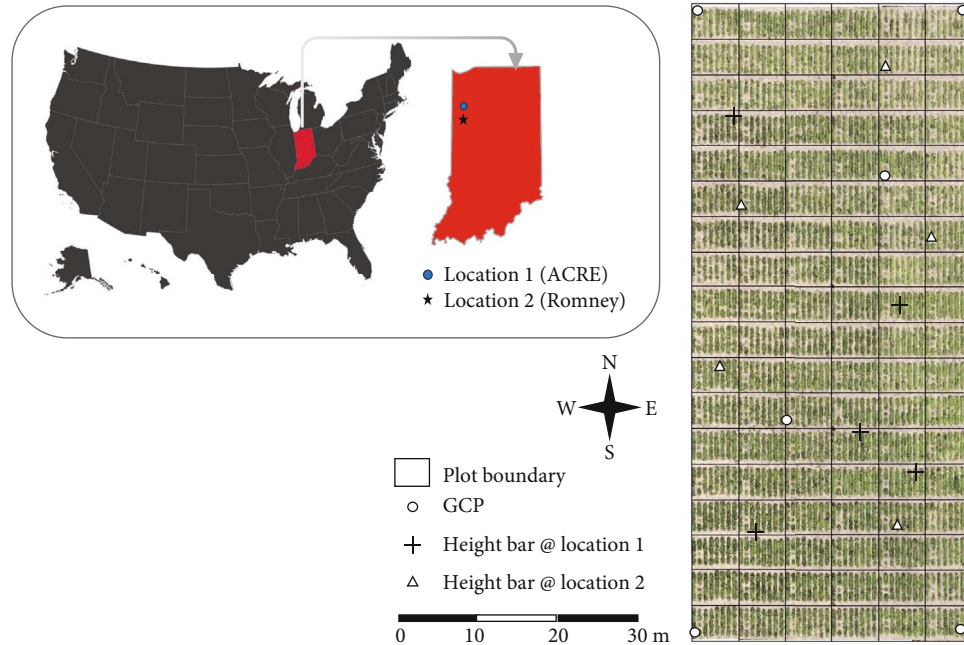 Location 1 (ACRE)
Location 2 (Romney)
N
W E
S
Plot boundary
GCP
Height bar @ location 1
Height bar @ location 2
0 10 20 30 m